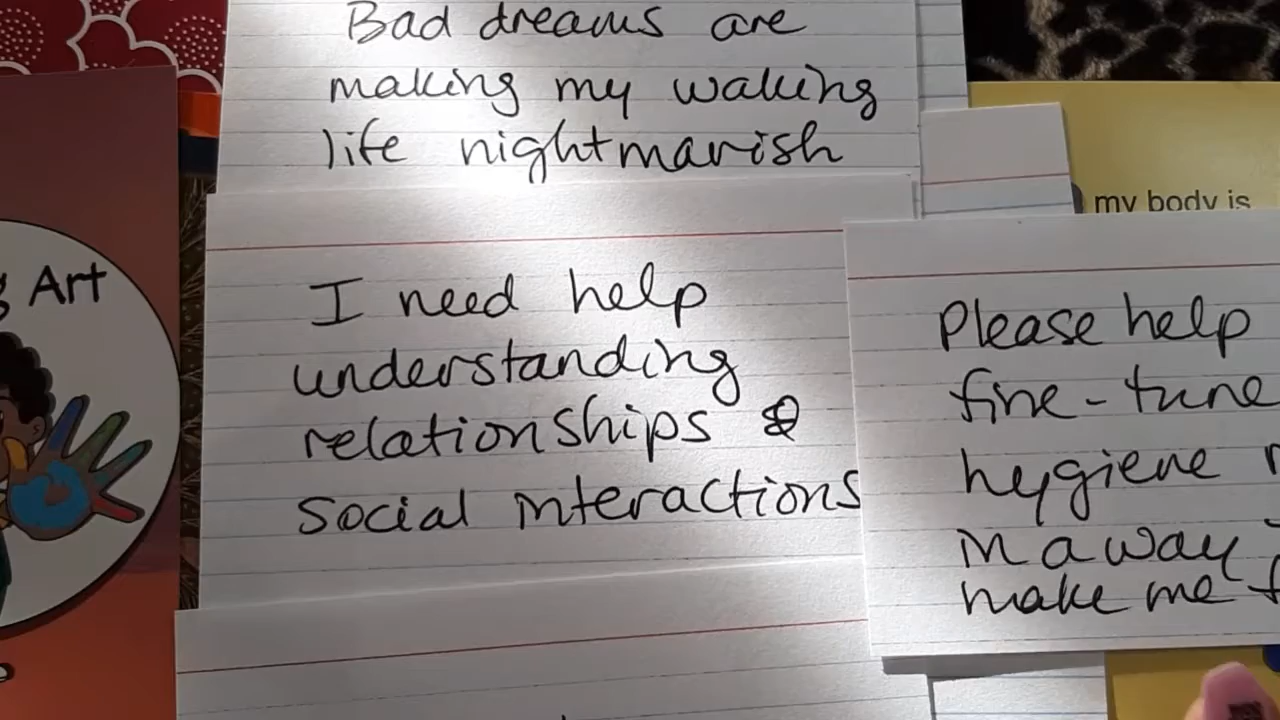 Bad dreams are
making my waking
life nightmarish
Art
my body is
I need help
understanding
relationships &
social interactions
Please help
fine-tune
hygiene
in a way
make me